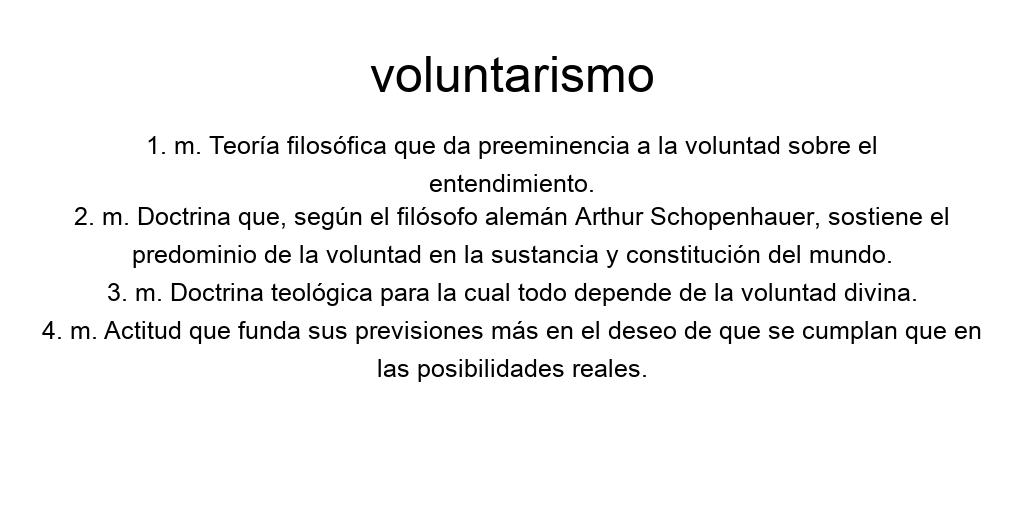 voluntarismo
1. m. Teoría filosófica que da preeminencia a la voluntad sobre el
entendimiento.
2. m. Doctrina que, según el filósofo alemán Arthur Schopenhauer, sostiene el
predominio de la voluntad en la sustancia y constitución del mundo.
3. m. Doctrina teológica para la cual todo depende de la voluntad divina.
4. m. Actitud que funda sus previsiones más en el deseo de que se cumplan que en
las posibilidades reales.